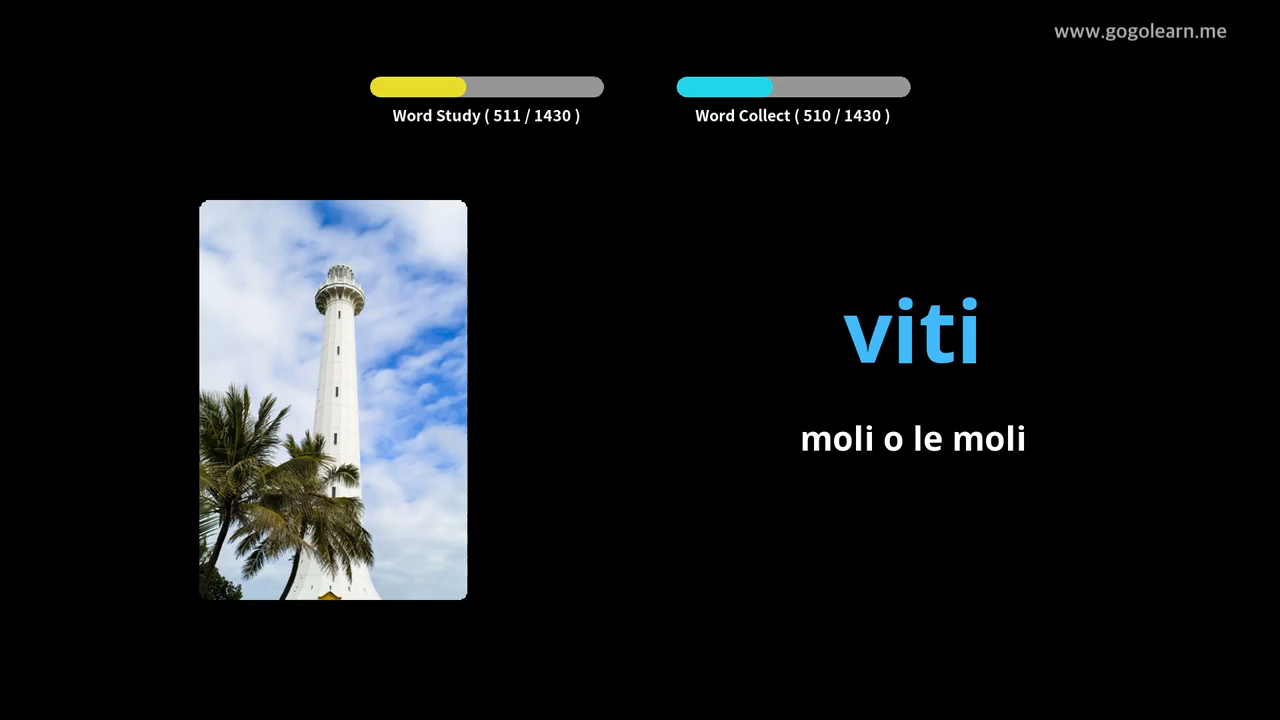 www.gogolearn.me
Word Study ( 511 / 1430 )
Word Collect ( 510 / 1430 )
viti
moli o le moli